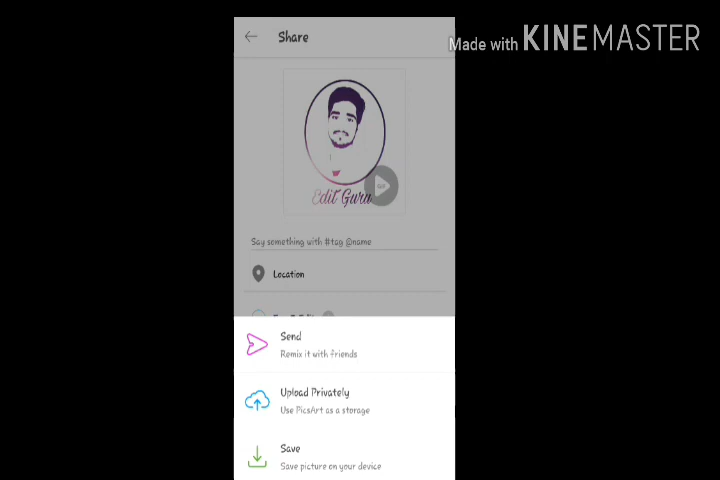 Share
Made with KINEMASTER
Edit Guru
GIF
Say something with #tag @name
Location
Send
Remix it with friends
Upload Privately
Use PicsArt as a storage
Save
Save picture on your device